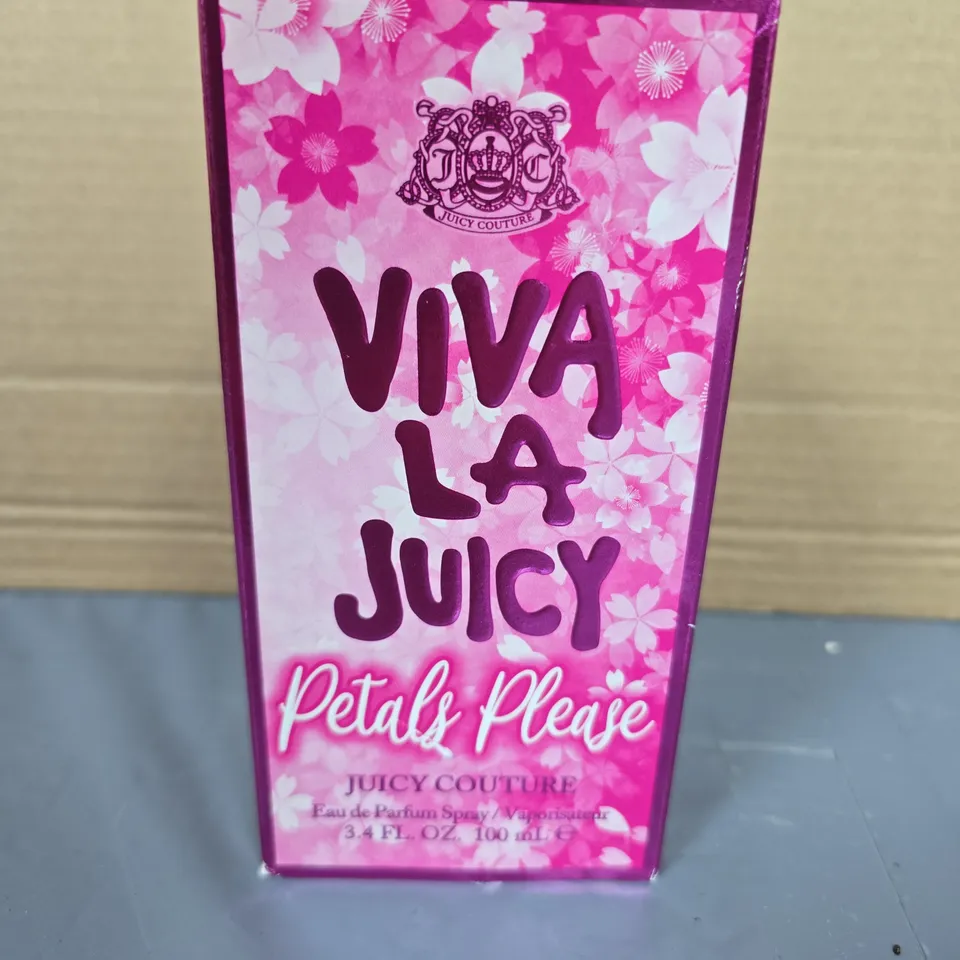 J C
JUICY COUTURE
VIVA
LA
JUICY
Petals Please
JUICY COUTURE
Eau de Parfum Spray / Vaporisateur
3.4 FL. OZ. 100 mL ℮